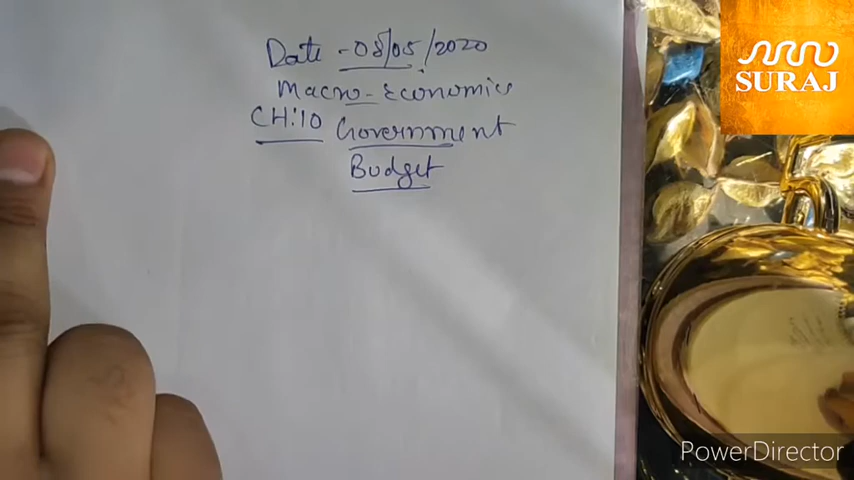 Date - 08/05/2020
Macro-Economics
CH:10 Government
Budget
SURAJ
PowerDirector